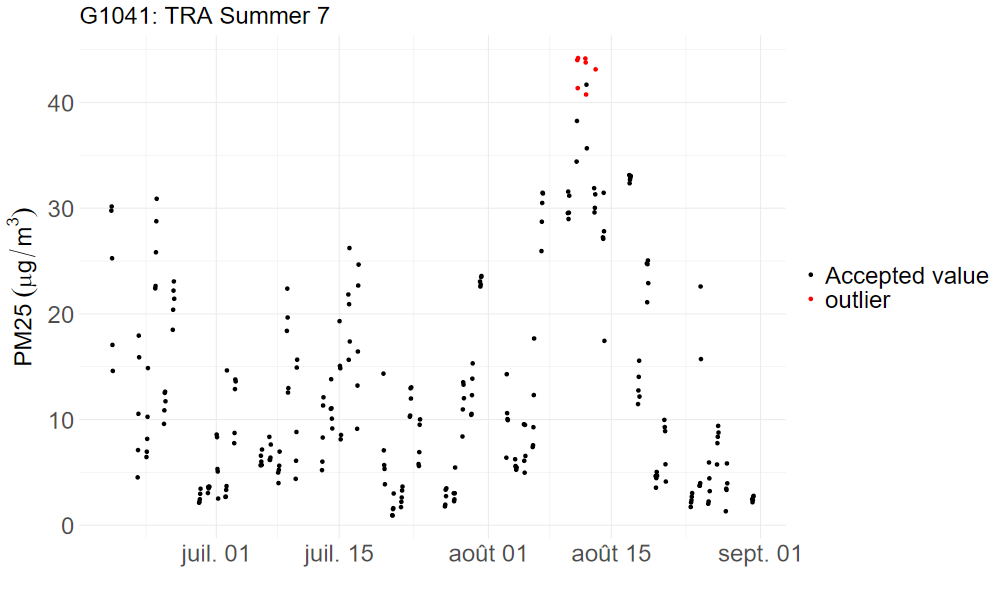 G1041: TRA Summer 7
PM25 (μg/m³)
40
30
20
10
0
juil. 01 juil. 15 août 01 août 15 sept. 01
Accepted value
outlier